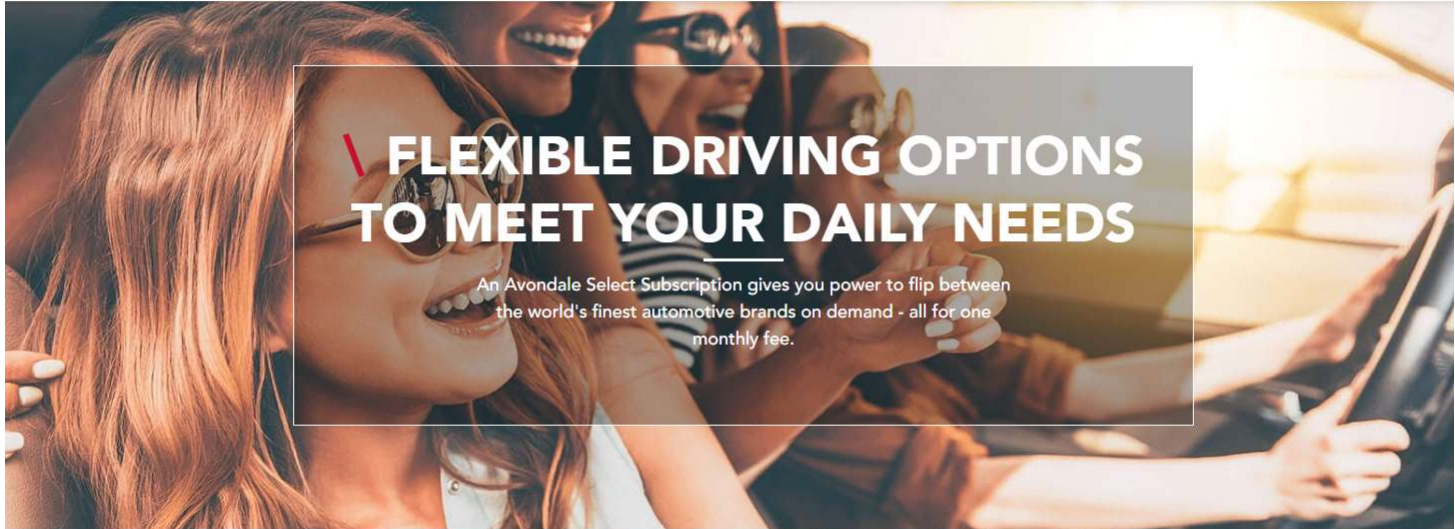 \ FLEXIBLE DRIVING OPTIONS
TO MEET YOUR DAILY NEEDS
An Avondale Select Subscription gives you power to flip between
the world's finest automotive brands on demand - all for one
monthly fee.